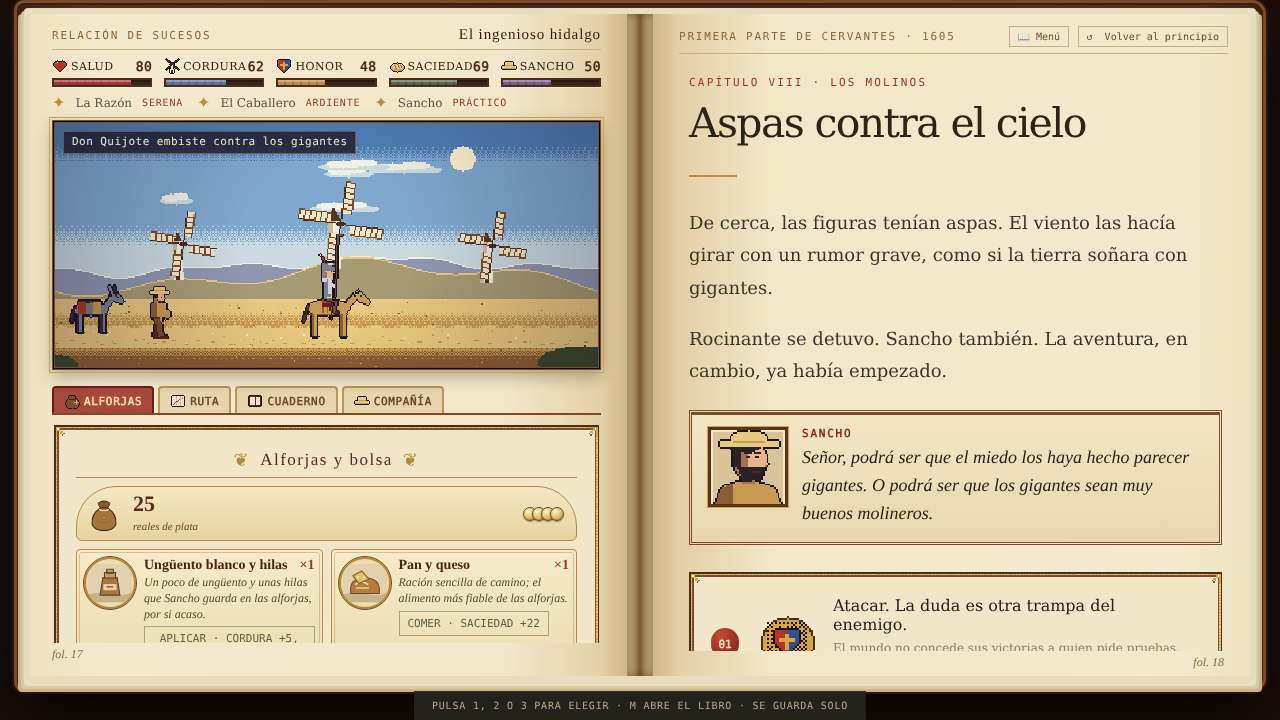 RELACIÓN DE SUCESOS
El ingenioso hidalgo
SALUD 80
CORDURA 62
HONOR 48
SACIEDAD 69
SANCHO 50
La Razón SERENA
El Caballero ARDIENTE
Sancho PRÁCTICO
Don Quijote embiste contra los gigantes
ALFORJAS
RUTA
CUADERNO
COMPAÑÍA
Alforjas y bolsa
25
reales de plata
Ungüento blanco y hilas ×1
Un poco de ungüento y unas hilas
que Sancho guarda en las alforjas,
por si acaso.
APLICAR · CORDURA +5,
Pan y queso ×1
Ración sencilla de camino; el
alimento más fiable de las alforjas.
COMER · SACIEDAD +22
fol. 17
PRIMERA PARTE DE CERVANTES · 1605
Menú
↺ Volver al principio
CAPÍTULO VIII · LOS MOLINOS
Aspas contra el cielo
De cerca, las figuras tenían aspas. El viento las hacía
girar con un rumor grave, como si la tierra soñara con
gigantes.
Rocinante se detuvo. Sancho también. La aventura, en
cambio, ya había empezado.
SANCHO
Señor, podrá ser que el miedo los haya hecho parecer
gigantes. O podrá ser que los gigantes sean muy
buenos molineros.
01
Atacar. La duda es otra trampa del
enemigo.
El mundo no concede sus victorias a quien pide pruebas.
fol. 18
PULSA 1, 2 O 3 PARA ELEGIR · M ABRE EL LIBRO · SE GUARDA SOLO